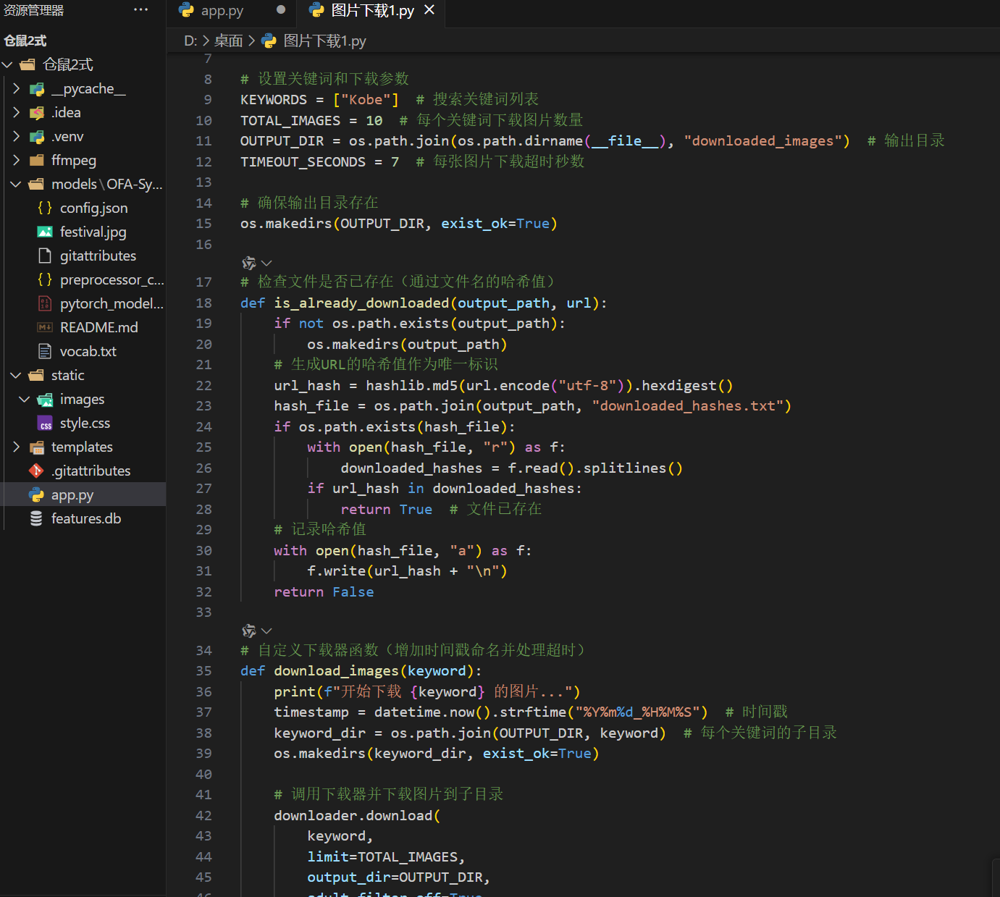 资源管理器
仓鼠2式
仓鼠2式
__pycache__
.idea
.venv
ffmpeg
models\OFA-Sy...
config.json
festival.jpg
gitattributes
preprocessor_c...
pytorch_model...
README.md
vocab.txt
static
images
style.css
templates
.gitattributes
app.py
features.db
app.py
图片下载1.py
D: > 桌面 > 图片下载1.py
7
8 # 设置关键词和下载参数
9 KEYWORDS = ["Kobe"]  # 搜索关键词列表
10 TOTAL_IMAGES = 10  # 每个关键词下载图片数量
11 OUTPUT_DIR = os.path.join(os.path.dirname(__file__), "downloaded_images")  # 输出目录
12 TIMEOUT_SECONDS = 7  # 每张图片下载超时秒数
13
14 # 确保输出目录存在
15 os.makedirs(OUTPUT_DIR, exist_ok=True)
16
17 # 检查文件是否已存在（通过文件名的哈希值）
18 def is_already_downloaded(output_path, url):
19     if not os.path.exists(output_path):
20         os.makedirs(output_path)
21     # 生成URL的哈希值作为唯一标识
22     url_hash = hashlib.md5(url.encode("utf-8")).hexdigest()
23     hash_file = os.path.join(output_path, "downloaded_hashes.txt")
24     if os.path.exists(hash_file):
25         with open(hash_file, "r") as f:
26             downloaded_hashes = f.read().splitlines()
27         if url_hash in downloaded_hashes:
28             return True  # 文件已存在
29     # 记录哈希值
30     with open(hash_file, "a") as f:
31         f.write(url_hash + "\n")
32     return False
33
34 # 自定义下载器函数（增加时间戳命名并处理超时）
35 def download_images(keyword):
36     print(f"开始下载 {keyword} 的图片...")
37     timestamp = datetime.now().strftime("%Y%m%d_%H%M%S")  # 时间戳
38     keyword_dir = os.path.join(OUTPUT_DIR, keyword)  # 每个关键词的子目录
39     os.makedirs(keyword_dir, exist_ok=True)
40
41     # 调用下载器并下载图片到子目录
42     downloader.download(
43         keyword,
44         limit=TOTAL_IMAGES,
45         output_dir=OUTPUT_DIR,
46         adult_filter_off=True